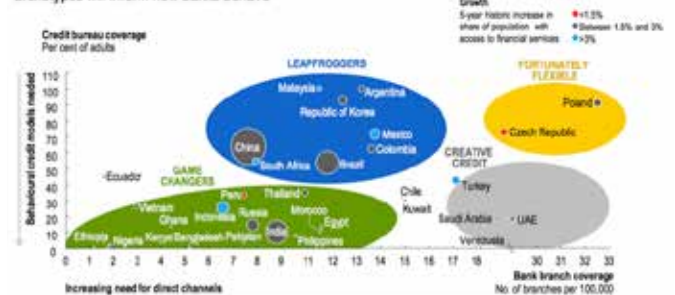 Growth
5-year historic increase in
share of population with
access to financial services
<1.5%
Between 1.5% and 3%
>3%
Credit bureau coverage
Per cent of adults
LEAPFROGGERS
FORTUNATELY
FLEXIBLE
Behavioural credit models needed
110
100
90
80
70
60
50
40
30
20
10
0
Malaysia
Argentina
Republic of Korea
Poland
Czech Republic
China
Mexico
Colombia
South Africa
Brazil
CREATIVE
CREDIT
GAME
CHANGERS
Ecuador
Turkey
Peru
Thailand
Chile
Kuwait
Vietnam
Ghana
Indonesia
Russia
Morocco
Egypt
Saudi Arabia
UAE
Ethiopia
Nigeria
Kenya
Bangladesh
Pakistan
India
Philippines
Venezuela
0 1 2 3 4 5 6 7 8 9 10 11 12 13 14 15 16 17 18 30 31 32 33
Increasing need for direct channels
Bank branch coverage
No. of branches per 100,000